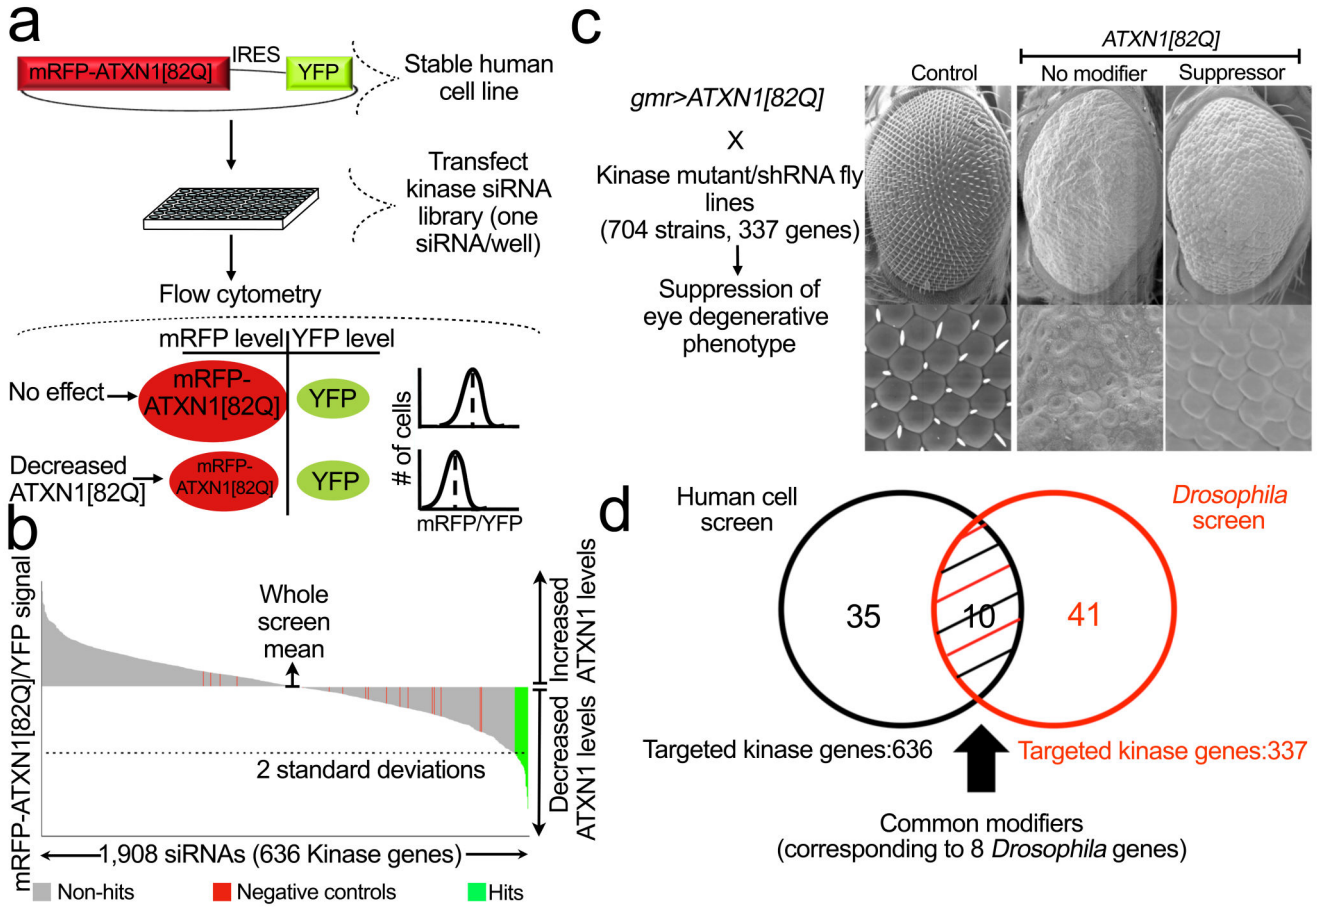 a
mRFP-ATXN1[82Q]
IRES
YFP
Stable human
cell line
Transfect
kinase siRNA
library (one
siRNA/well)
Flow cytometry
mRFP level
YFP level
No effect
mRFP-
ATXN1[82Q]
YFP
Decreased
ATXN1[82Q]
mRFP-
ATXN1[82Q]
YFP
# of cells
mRFP/YFP
b
mRFP-ATXN1[82Q]/YFP signal
Whole
screen
mean
2 standard deviations
Increased
ATXN1 levels
Decreased
ATXN1 levels
1,908 siRNAs (636 Kinase genes)
Non-hits
Negative controls
Hits
c
gmr>ATXN1[82Q]
X
Kinase mutant/shRNA fly
lines
(704 strains, 337 genes)
Suppression of
eye degenerative
phenotype
ATXN1[82Q]
Control
No modifier
Suppressor
d
Human cell
screen
Drosophila
screen
35
10
41
Targeted kinase genes:636
Targeted kinase genes:337
Common modifiers
(corresponding to 8 Drosophila genes)